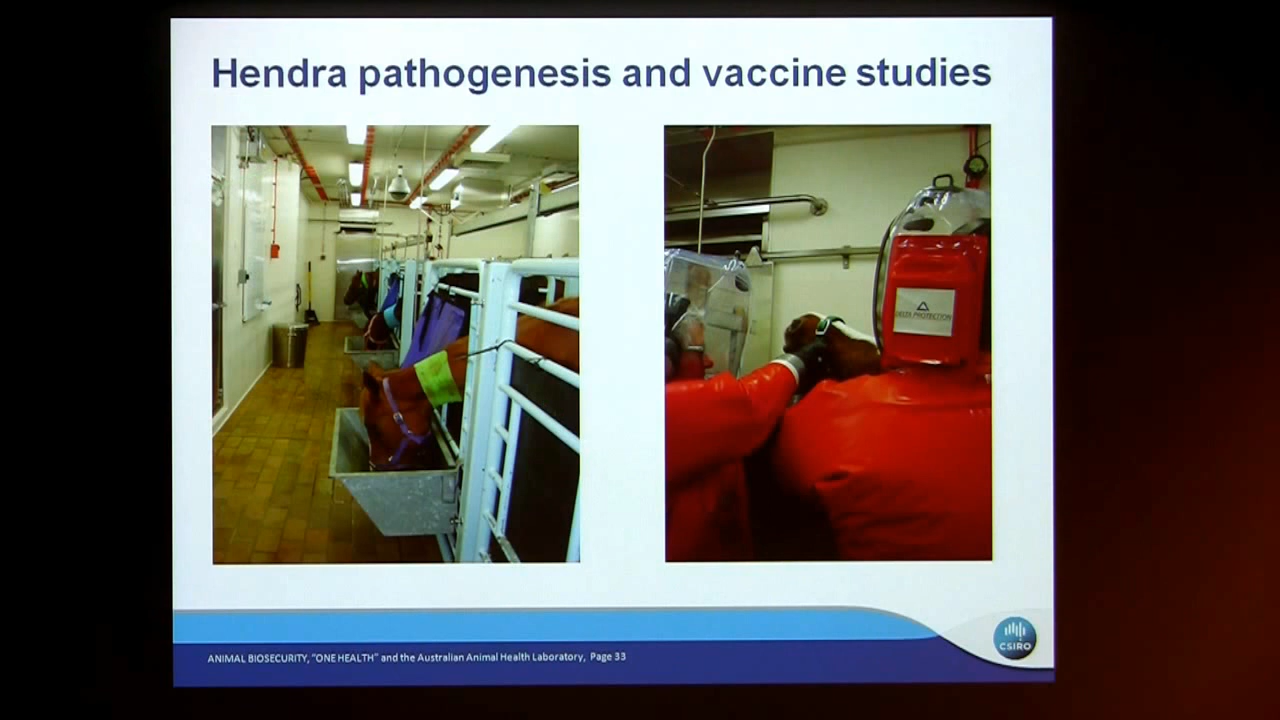 Hendra pathogenesis and vaccine studies
DELTA PROTECTION
CSIRO
ANIMAL BIOSECURITY, “ONE HEALTH” and the Australian Animal Health Laboratory, Page 33